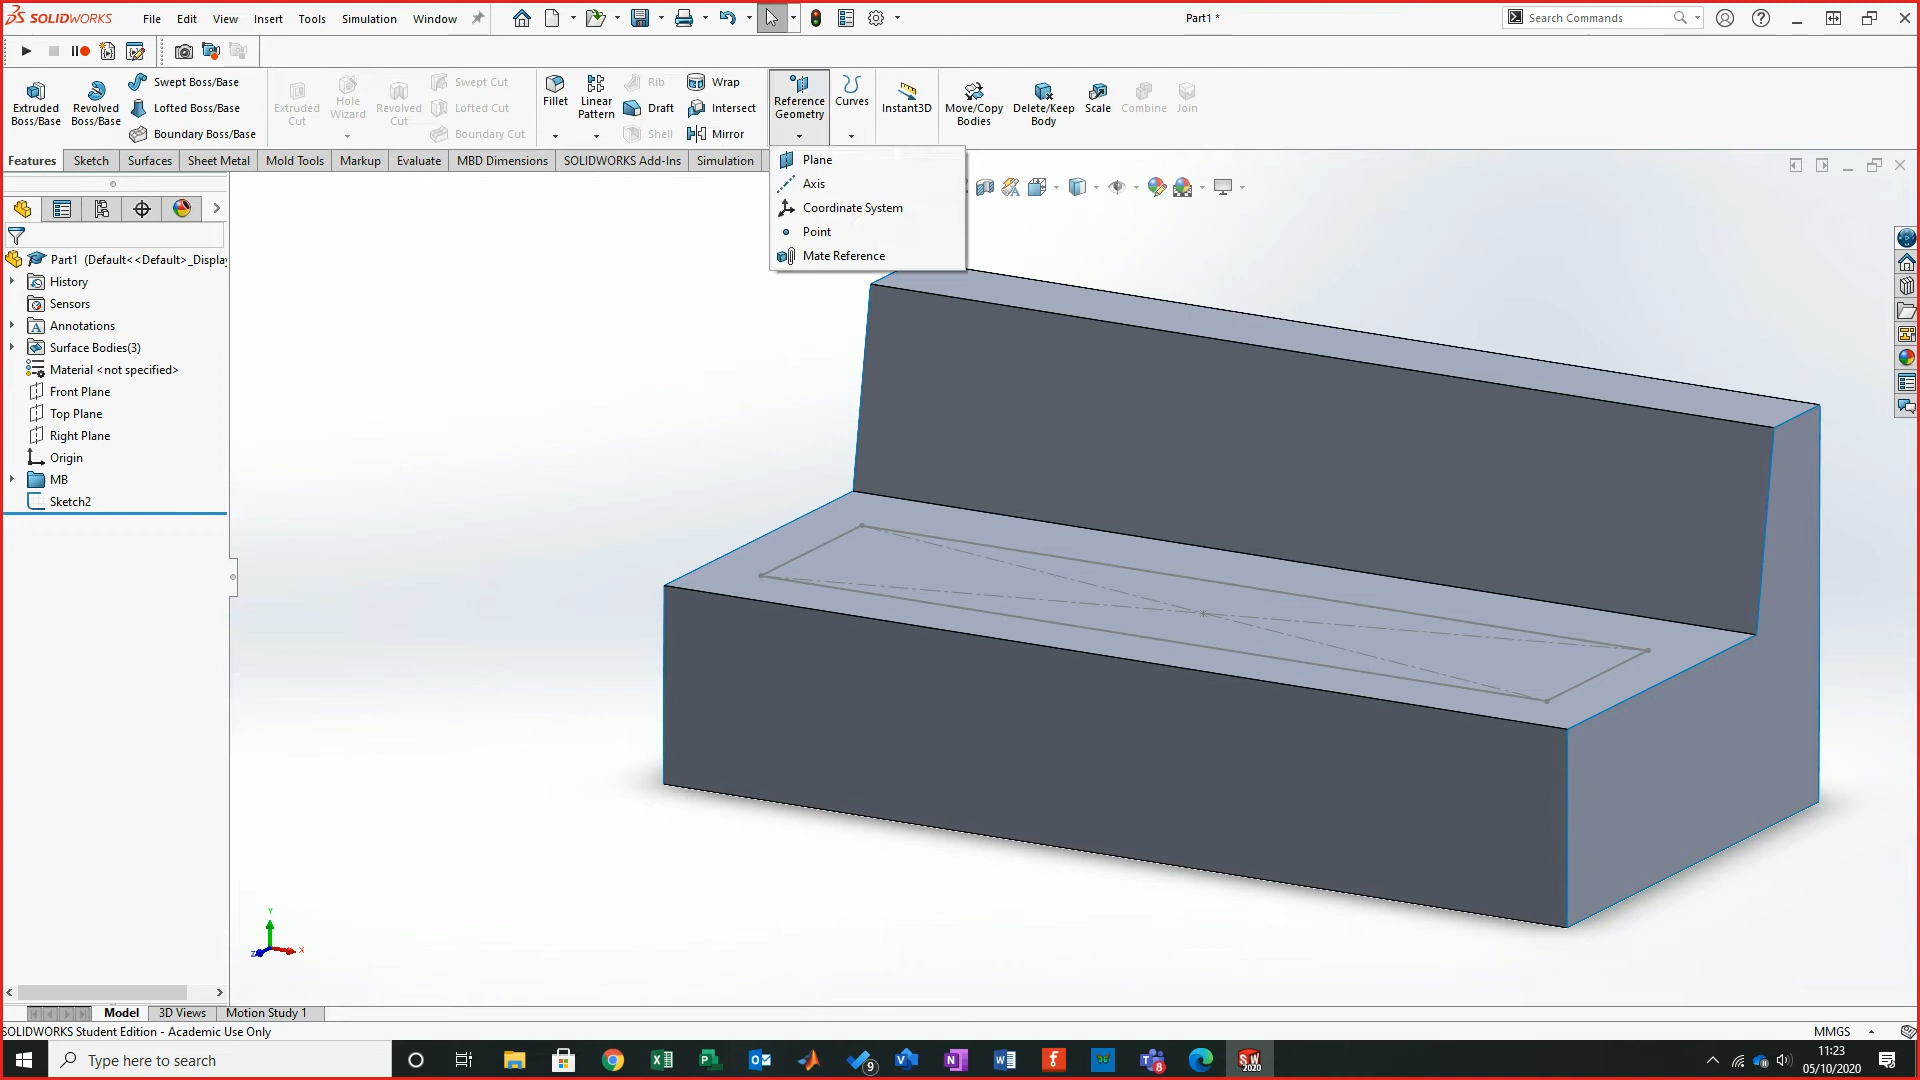 SOLIDWORKS File Edit View Insert Tools Simulation Window Part1 * Search Commands
Extruded Boss/Base
Revolved Boss/Base
Swept Boss/Base
Lofted Boss/Base
Boundary Boss/Base
Extruded Cut
Hole Wizard
Revolved Cut
Swept Cut
Lofted Cut
Boundary Cut
Fillet
Linear Pattern
Rib
Draft
Shell
Wrap
Intersect
Mirror
Reference Geometry
Curves
Instant3D
Move/Copy Bodies
Delete/Keep Body
Scale
Combine
Join
Features Sketch Surfaces Sheet Metal Mold Tools Markup Evaluate MBD Dimensions SOLIDWORKS Add-Ins Simulation
Plane
Axis
Coordinate System
Point
Mate Reference
Part1 (Default<<Default>_Display
History
Sensors
Annotations
Surface Bodies(3)
Material <not specified>
Front Plane
Top Plane
Right Plane
Origin
MB
Sketch2
Y
X
Z
Model 3D Views Motion Study 1
SOLIDWORKS Student Edition - Academic Use Only
MMGS
Type here to search
9
8
SW 2020
11:23
05/10/2020